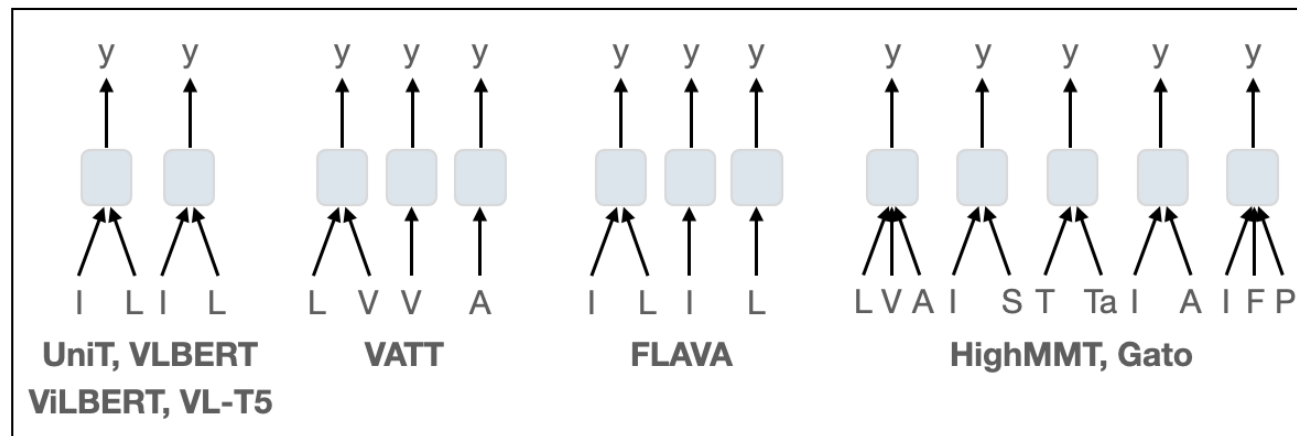 y y y y y y y y y y y y y
I L I L L V V A I L I L L V A I S T Ta I A I F P
UniT, VLBERT VATT FLAVA HighMMT, Gato
ViLBERT, VL-T5